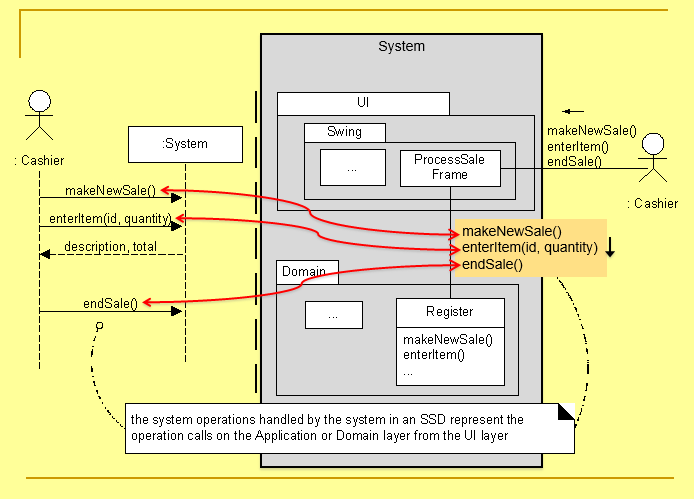 System
UI
Swing
...
ProcessSale
Frame
makeNewSale()
enterItem()
endSale()
: Cashier
: Cashier
:System
makeNewSale()
enterItem(id, quantity)
description, total
endSale()
makeNewSale()
enterItem(id, quantity)
endSale()
Domain
...
Register
makeNewSale()
enterItem()
...
the system operations handled by the system in an SSD represent the
operation calls on the Application or Domain layer from the UI layer